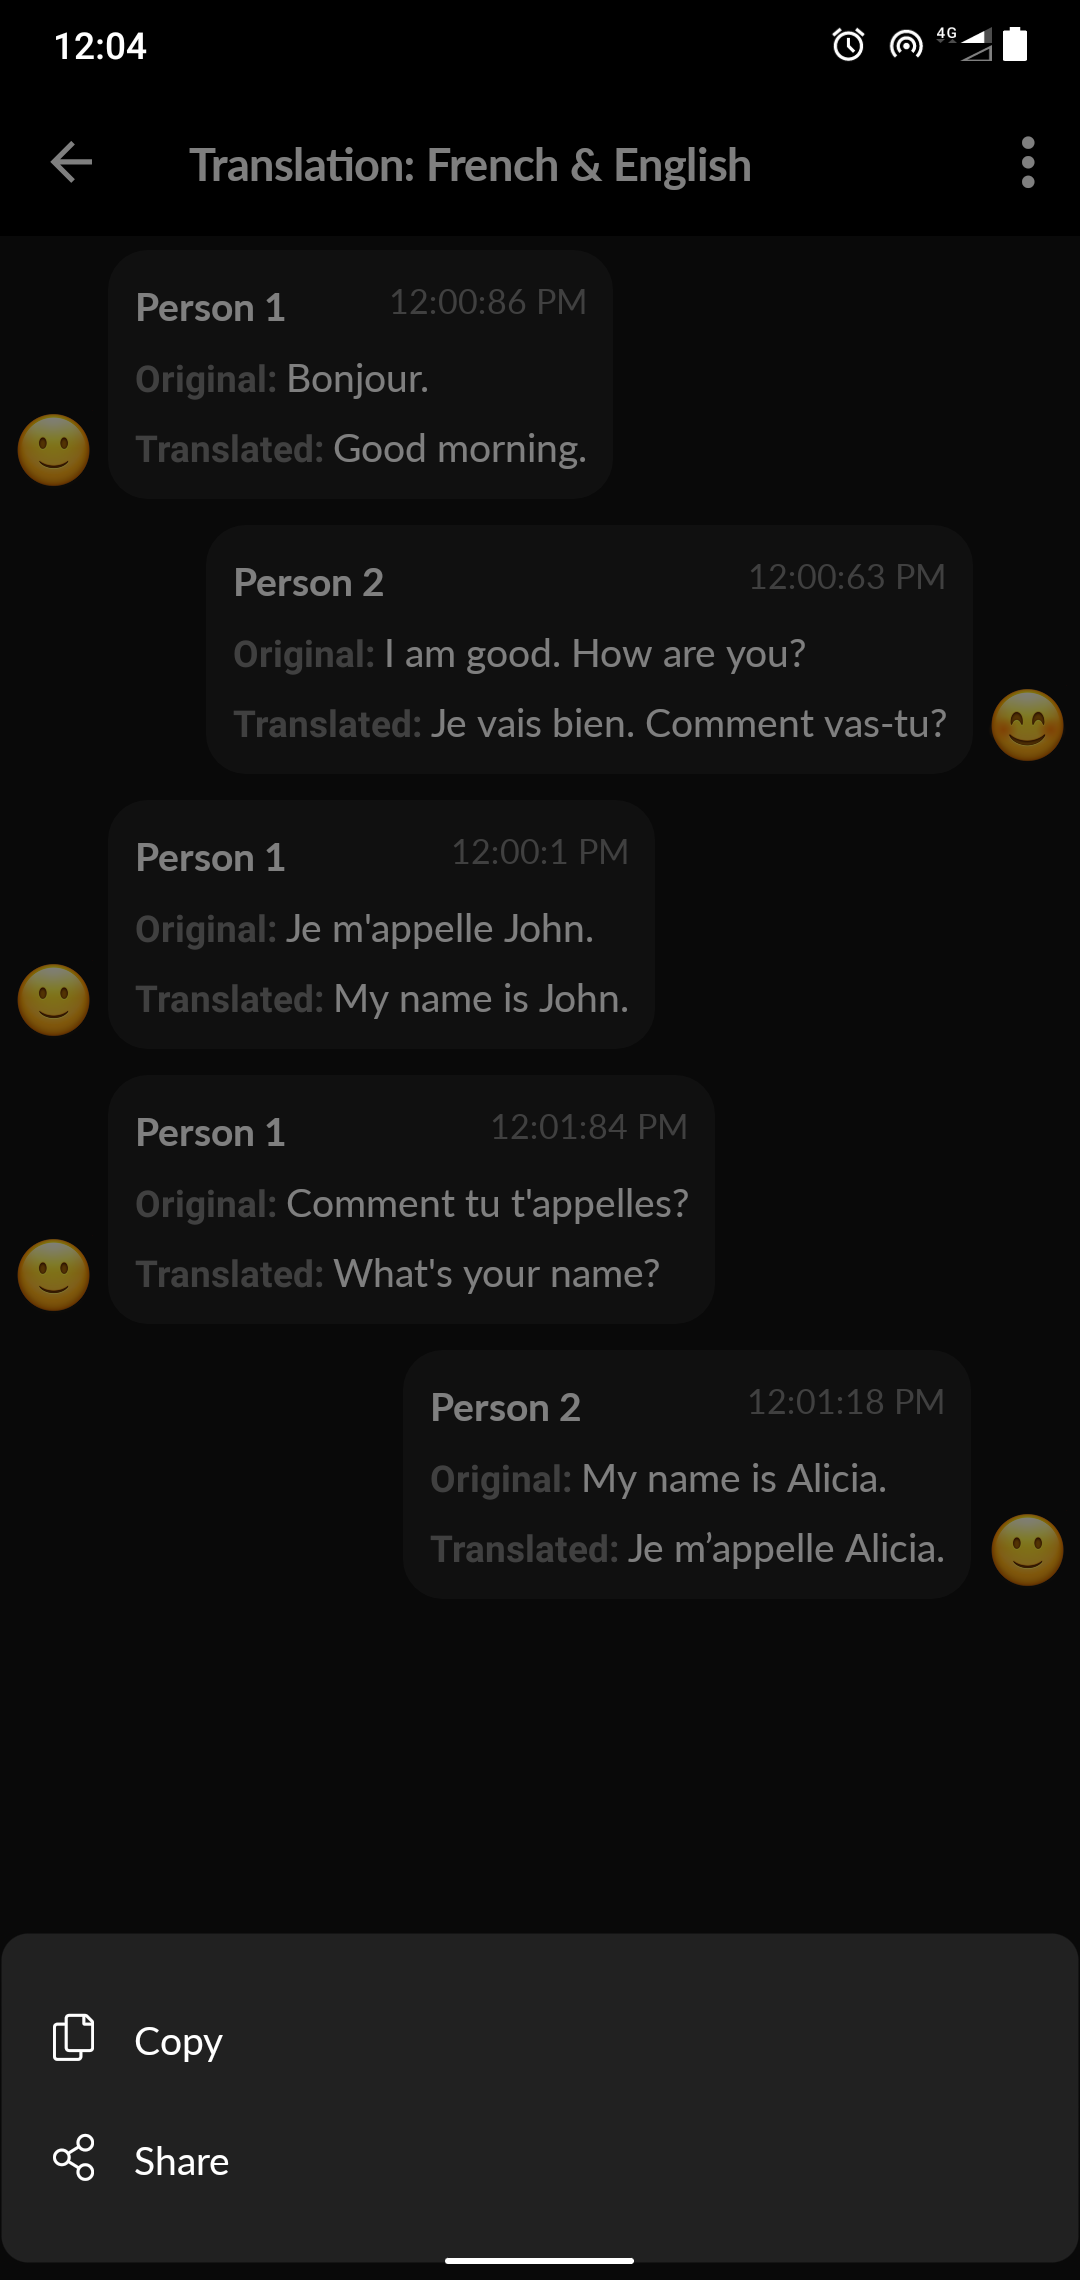 12:04
4G
Translation: French & English
Person 1 12:00:86 PM
Original: Bonjour.
Translated: Good morning.
Person 2 12:00:63 PM
Original: I am good. How are you?
Translated: Je vais bien. Comment vas-tu?
Person 1 12:00:1 PM
Original: Je m'appelle John.
Translated: My name is John.
Person 1 12:01:84 PM
Original: Comment tu t'appelles?
Translated: What's your name?
Person 2 12:01:18 PM
Original: My name is Alicia.
Translated: Je m’appelle Alicia.
Copy
Share